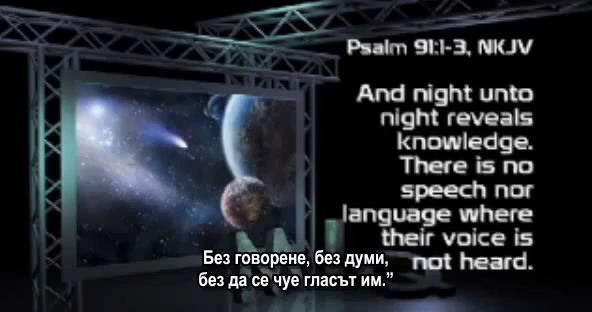 Psalm 91:1-3, NKJV
And night unto
night reveals
knowledge.
There is no
speech nor
language where
their voice is
not heard.
Без говорене, без думи,
без да се чуе гласът им.”